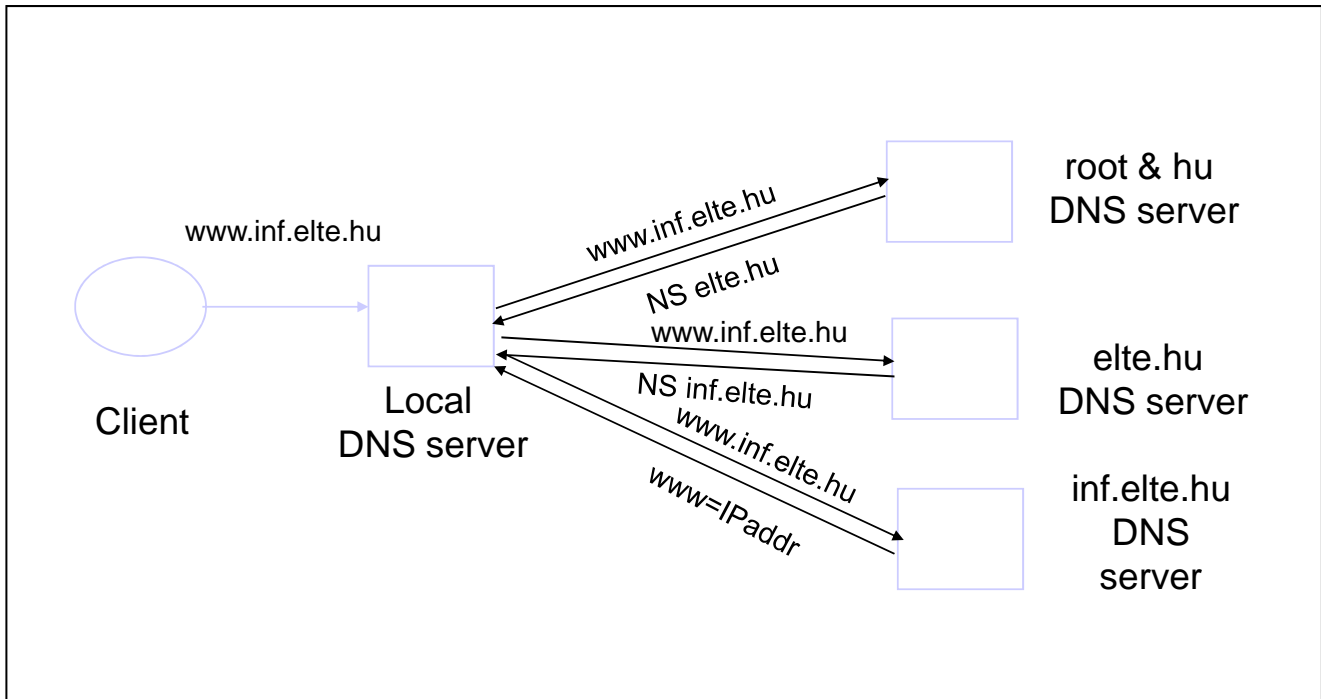 www.inf.elte.hu
Client
Local
DNS server
www.inf.elte.hu
NS elte.hu
www.inf.elte.hu
NS inf.elte.hu
www.inf.elte.hu
www=IPaddr
root & hu
DNS server
elte.hu
DNS server
inf.elte.hu
DNS
server